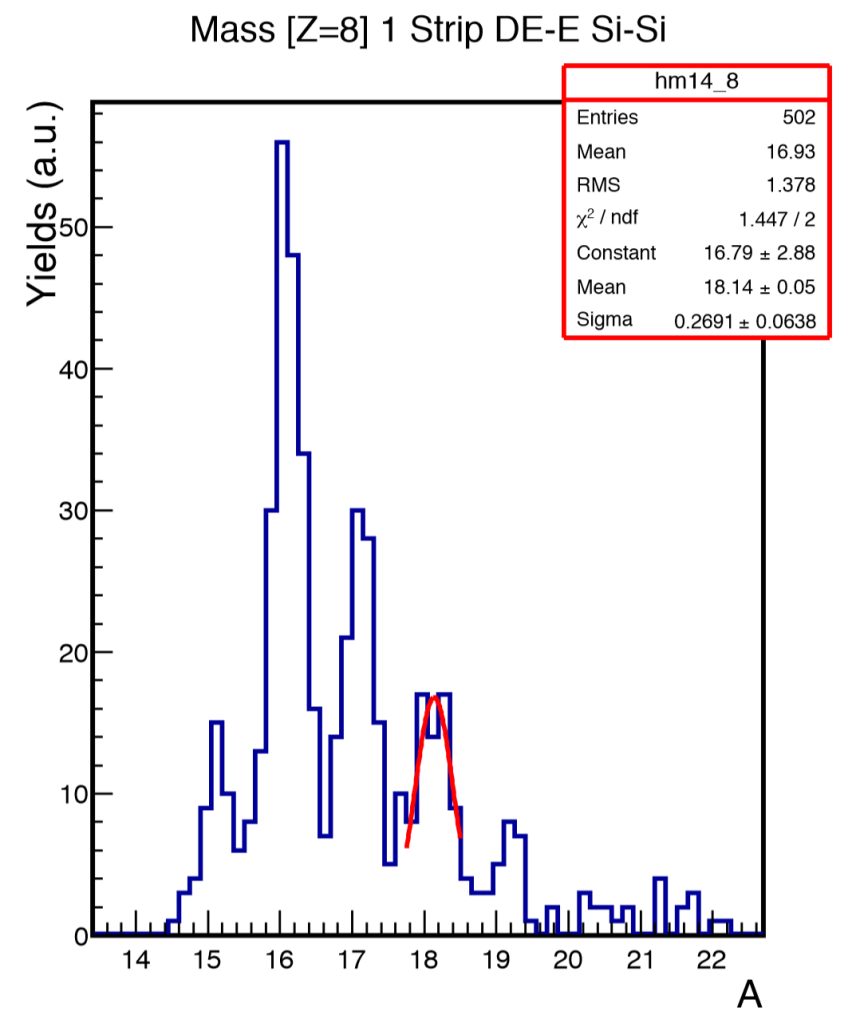 Mass [Z=8] 1 Strip DE-E Si-Si
hm14_8
Entries 502
Mean 16.93
RMS 1.378
χ² / ndf 1.447 / 2
Constant 16.79 ± 2.88
Mean 18.14 ± 0.05
Sigma 0.2691 ± 0.0638
Yields (a.u.)
50
40
30
20
10
0
14 15 16 17 18 19 20 21 22
A